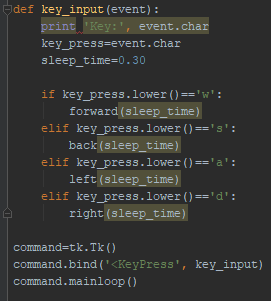 def key_input(event):
    print 'Key:', event.char
    key_press=event.char
    sleep_time=0.30
    if key_press.lower()=='w':
        forward(sleep_time)
    elif key_press.lower()=='s':
        back(sleep_time)
    elif key_press.lower()=='a':
        left(sleep_time)
    elif key_press.lower()=='d':
        right(sleep_time)
command=tk.Tk()
command.bind('<KeyPress', key_input)
command.mainloop()